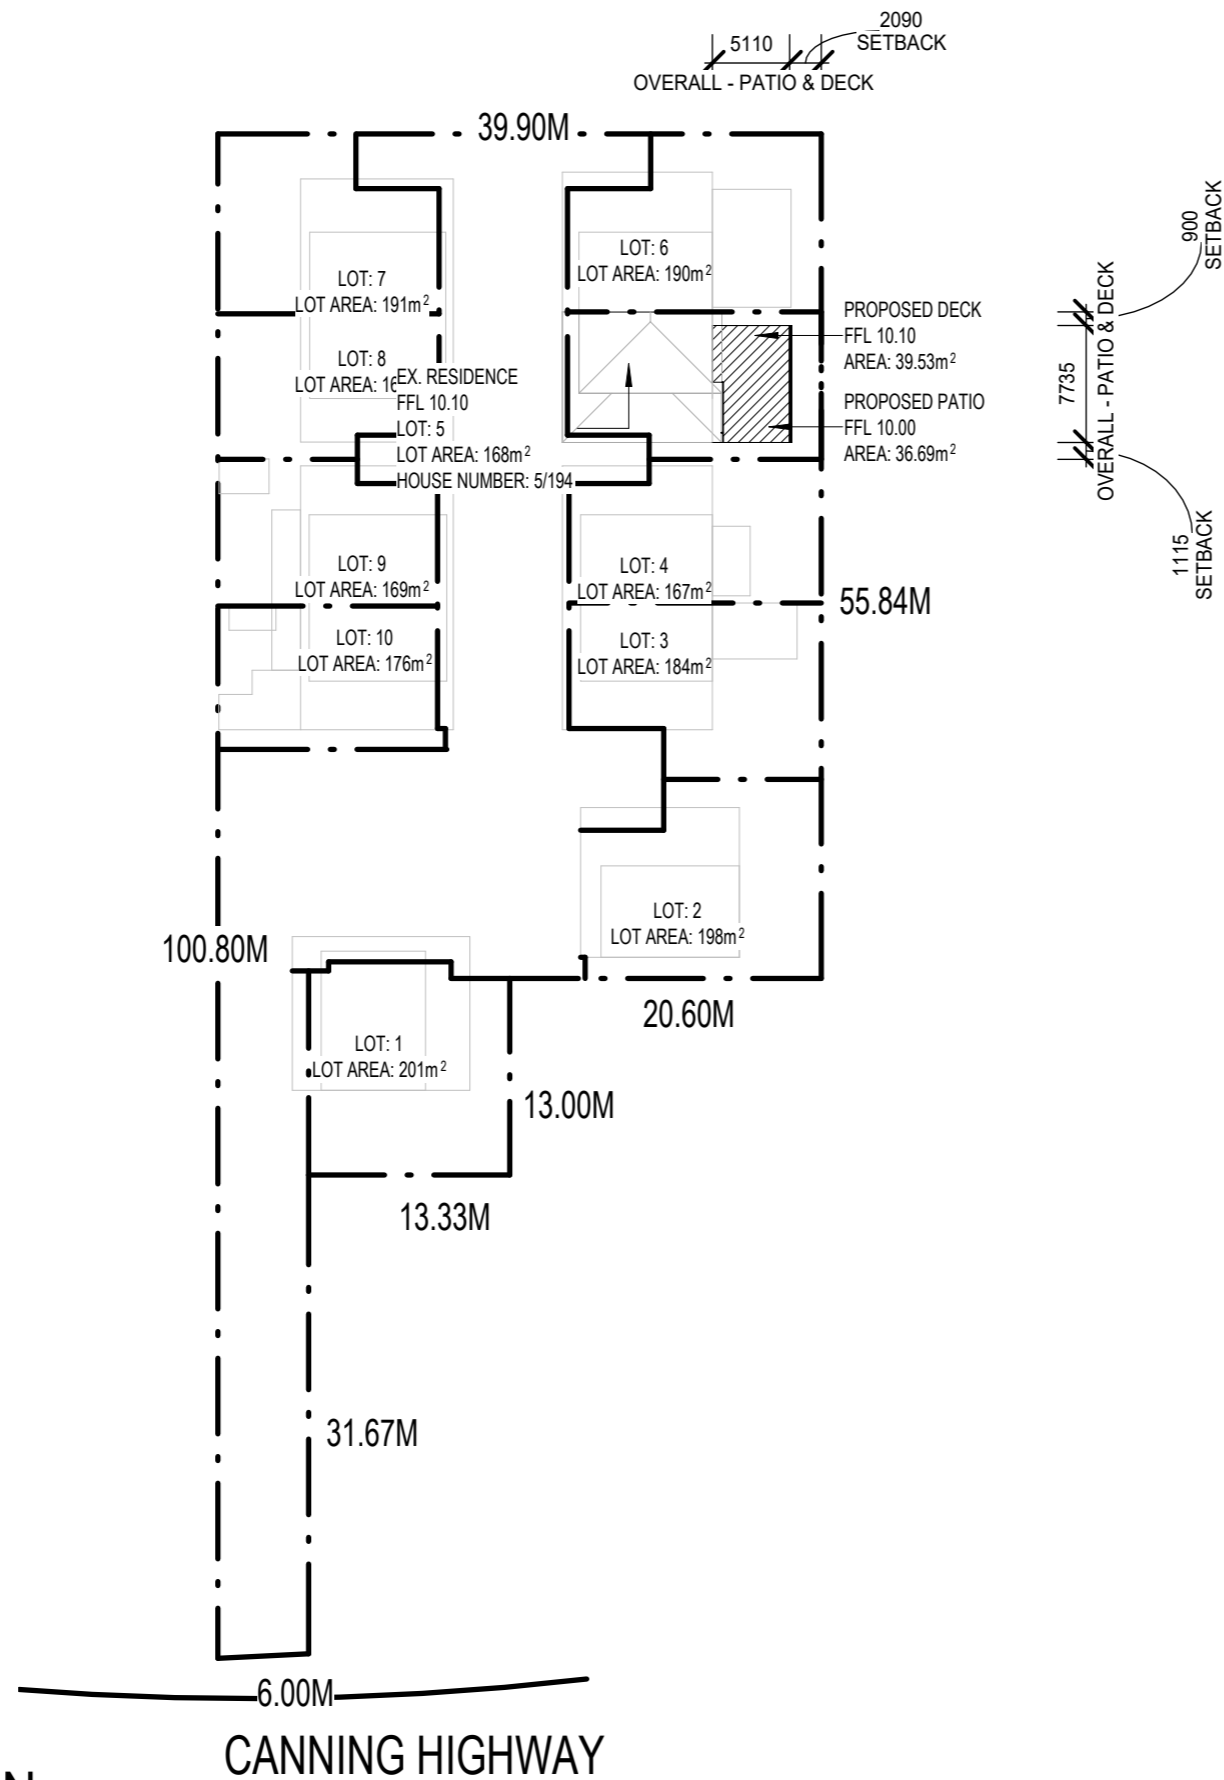 2090
SETBACK
5110
OVERALL - PATIO & DECK
39.90M
900
SETBACK
LOT: 6
LOT AREA: 190m²
LOT: 7
LOT AREA: 191m²
PROPOSED DECK
FFL 10.10
AREA: 39.53m²
PROPOSED PATIO
FFL 10.00
AREA: 36.69m²
7735
OVERALL - PATIO & DECK
LOT: 8
LOT AREA: 16
EX. RESIDENCE
FFL 10.10
LOT: 5
LOT AREA: 168m²
HOUSE NUMBER: 5/194
1115
SETBACK
LOT: 9
LOT AREA: 169m²
LOT: 4
LOT AREA: 167m²
55.84M
LOT: 10
LOT AREA: 176m²
LOT: 3
LOT AREA: 184m²
LOT: 2
LOT AREA: 198m²
100.80M
20.60M
LOT: 1
LOT AREA: 201m²
13.00M
13.33M
31.67M
6.00M
CANNING HIGHWAY